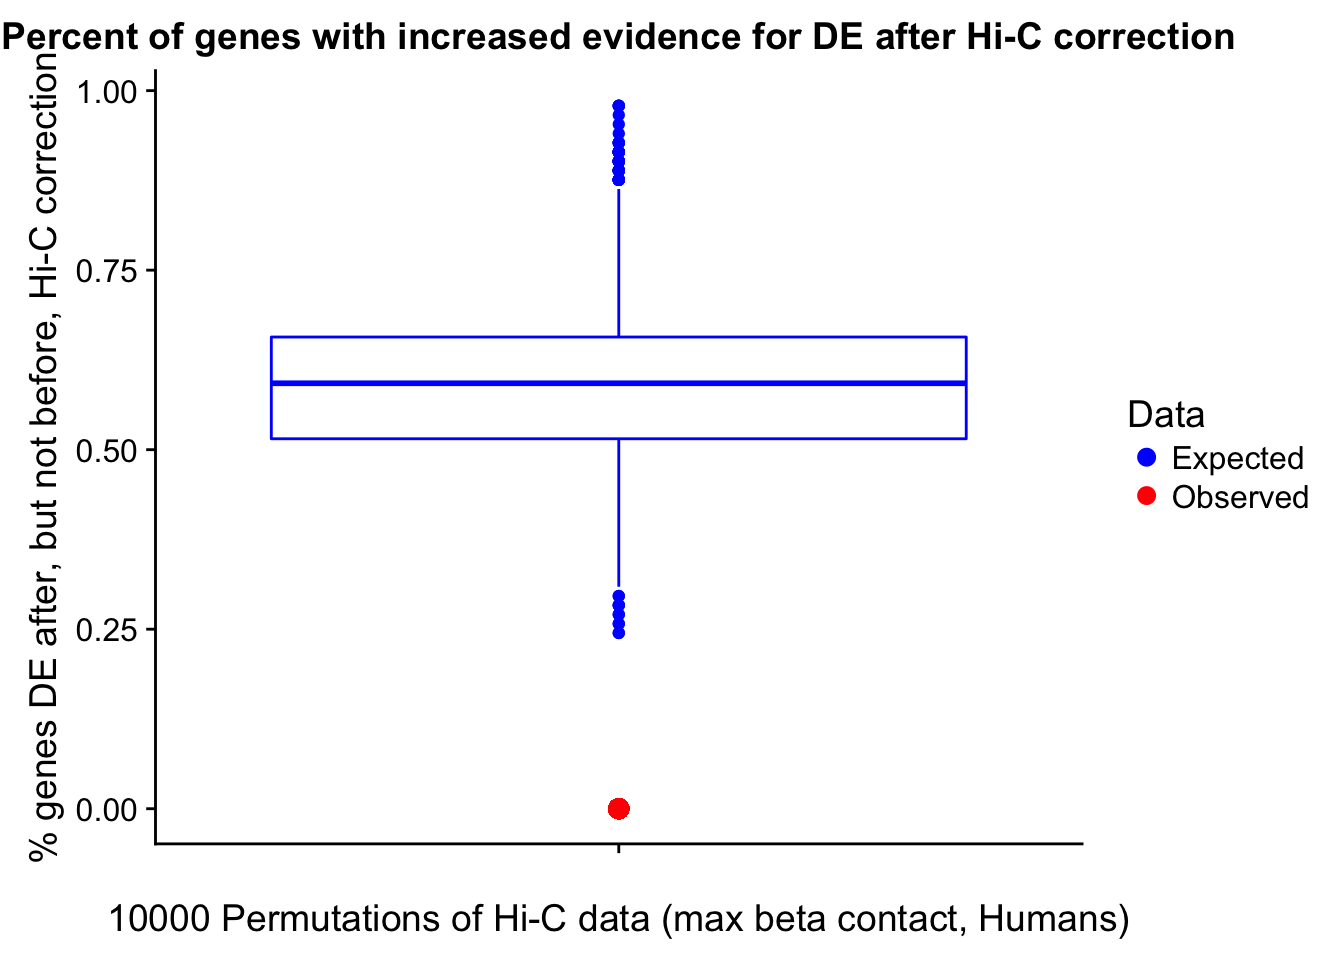 Percent of genes with increased evidence for DE after Hi-C correction
% genes DE after, but not before, Hi-C correction
1.00
0.75
0.50
0.25
0.00
10000 Permutations of Hi-C data (max beta contact, Humans)
Data
Expected
Observed